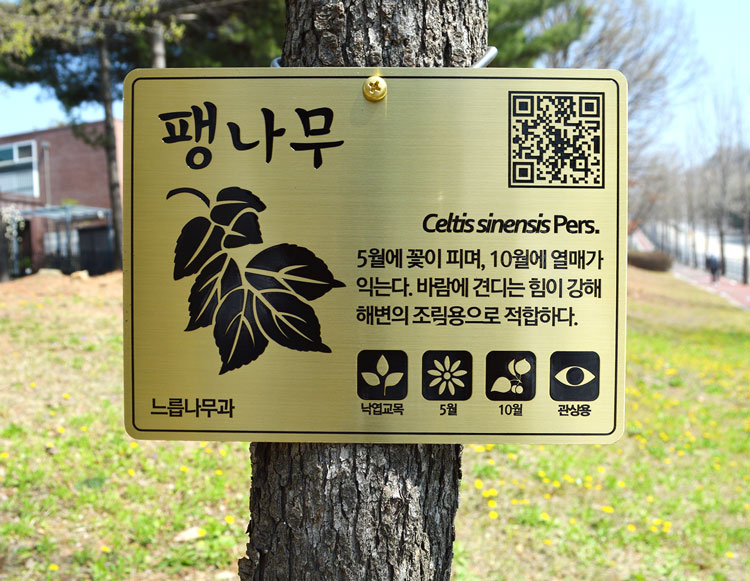 팽나무
Celtis sinensis Pers.
5월에 꽃이 피며, 10월에 열매가
익는다. 바람에 견디는 힘이 강해
해변의 조림용으로 적합하다.
낙엽교목 5월 10월 관상용
느릅나무과